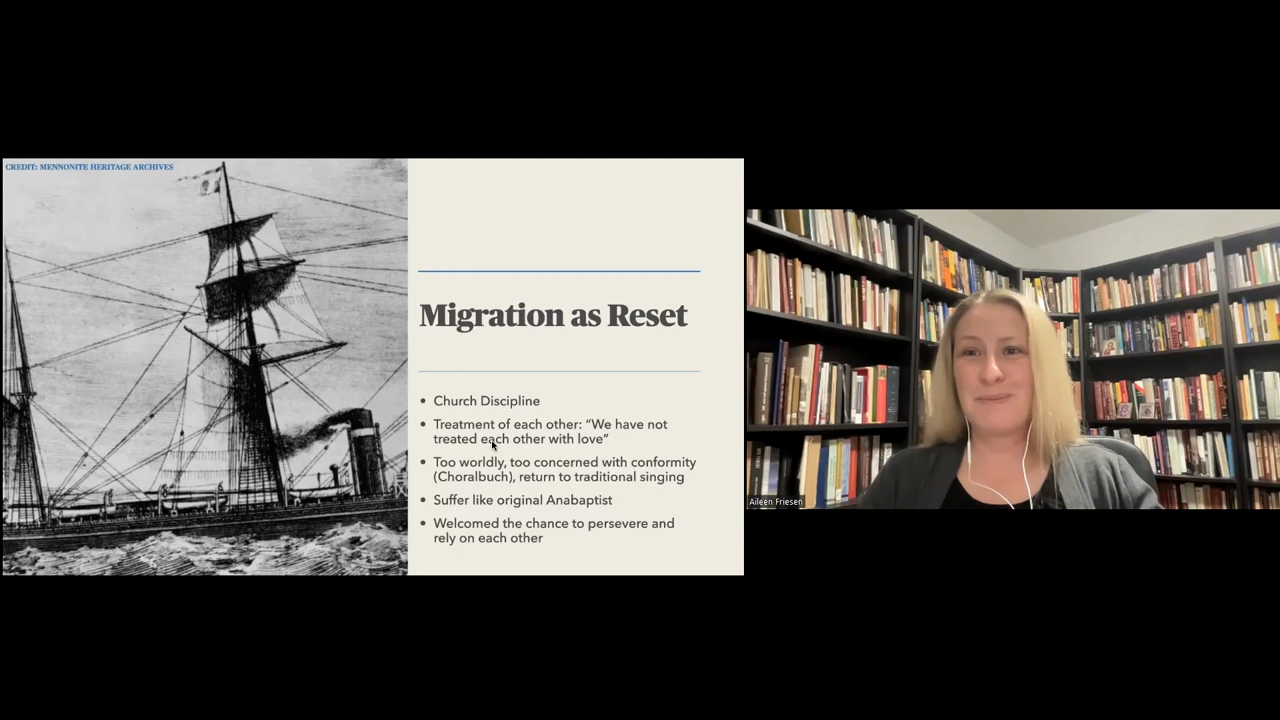 CREDIT: MENNONITE HERITAGE ARCHIVES
Migration as Reset
• Church Discipline
• Treatment of each other: “We have not
treated each other with love”
• Too worldly, too concerned with conformity
(Choralbuch), return to traditional singing
• Suffer like original Anabaptist
• Welcomed the chance to persevere and
rely on each other
Aileen Friesen